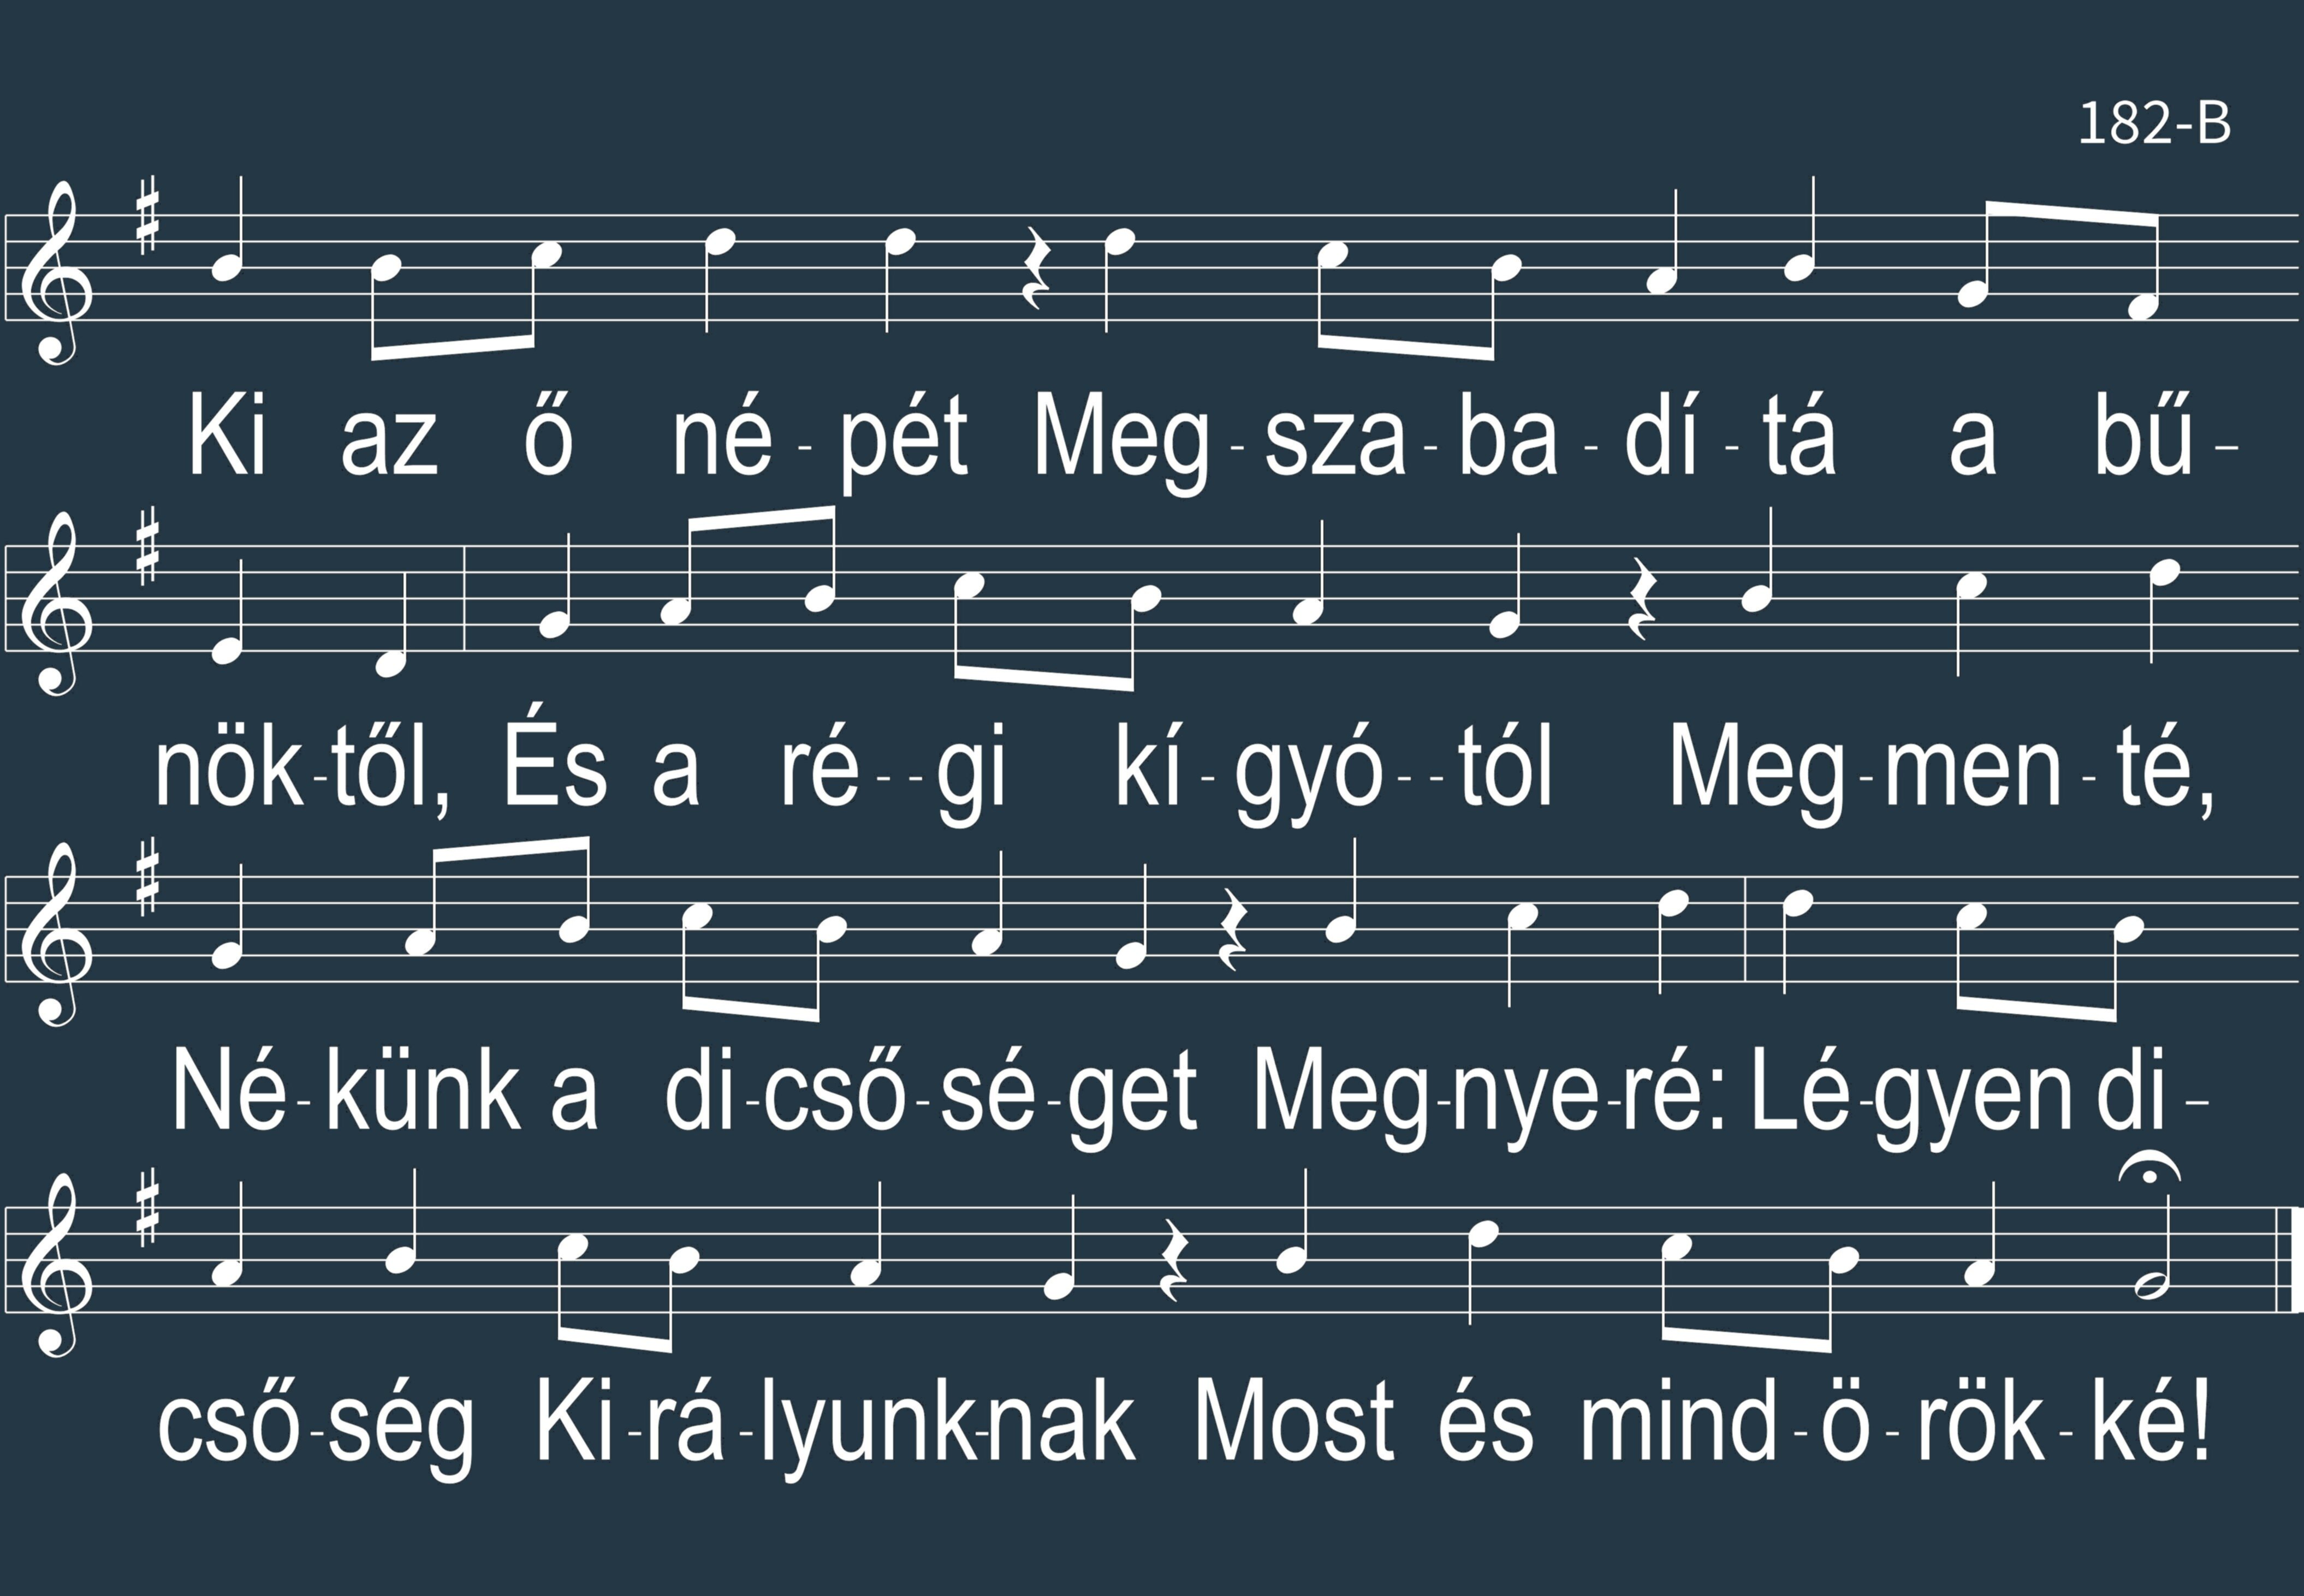 182-B
Ki az ő né - pét Meg - sza - ba - dí - tá a bű -
nök-től, És a ré - - gi kí - gyó - - tól Meg - men - té,
Né - künk a di-cső-sé-get Meg-nye-ré: Lé-gyen di -
cső-ség Ki-rá-lyunk-nak Most és mind-ö-rök-ké!